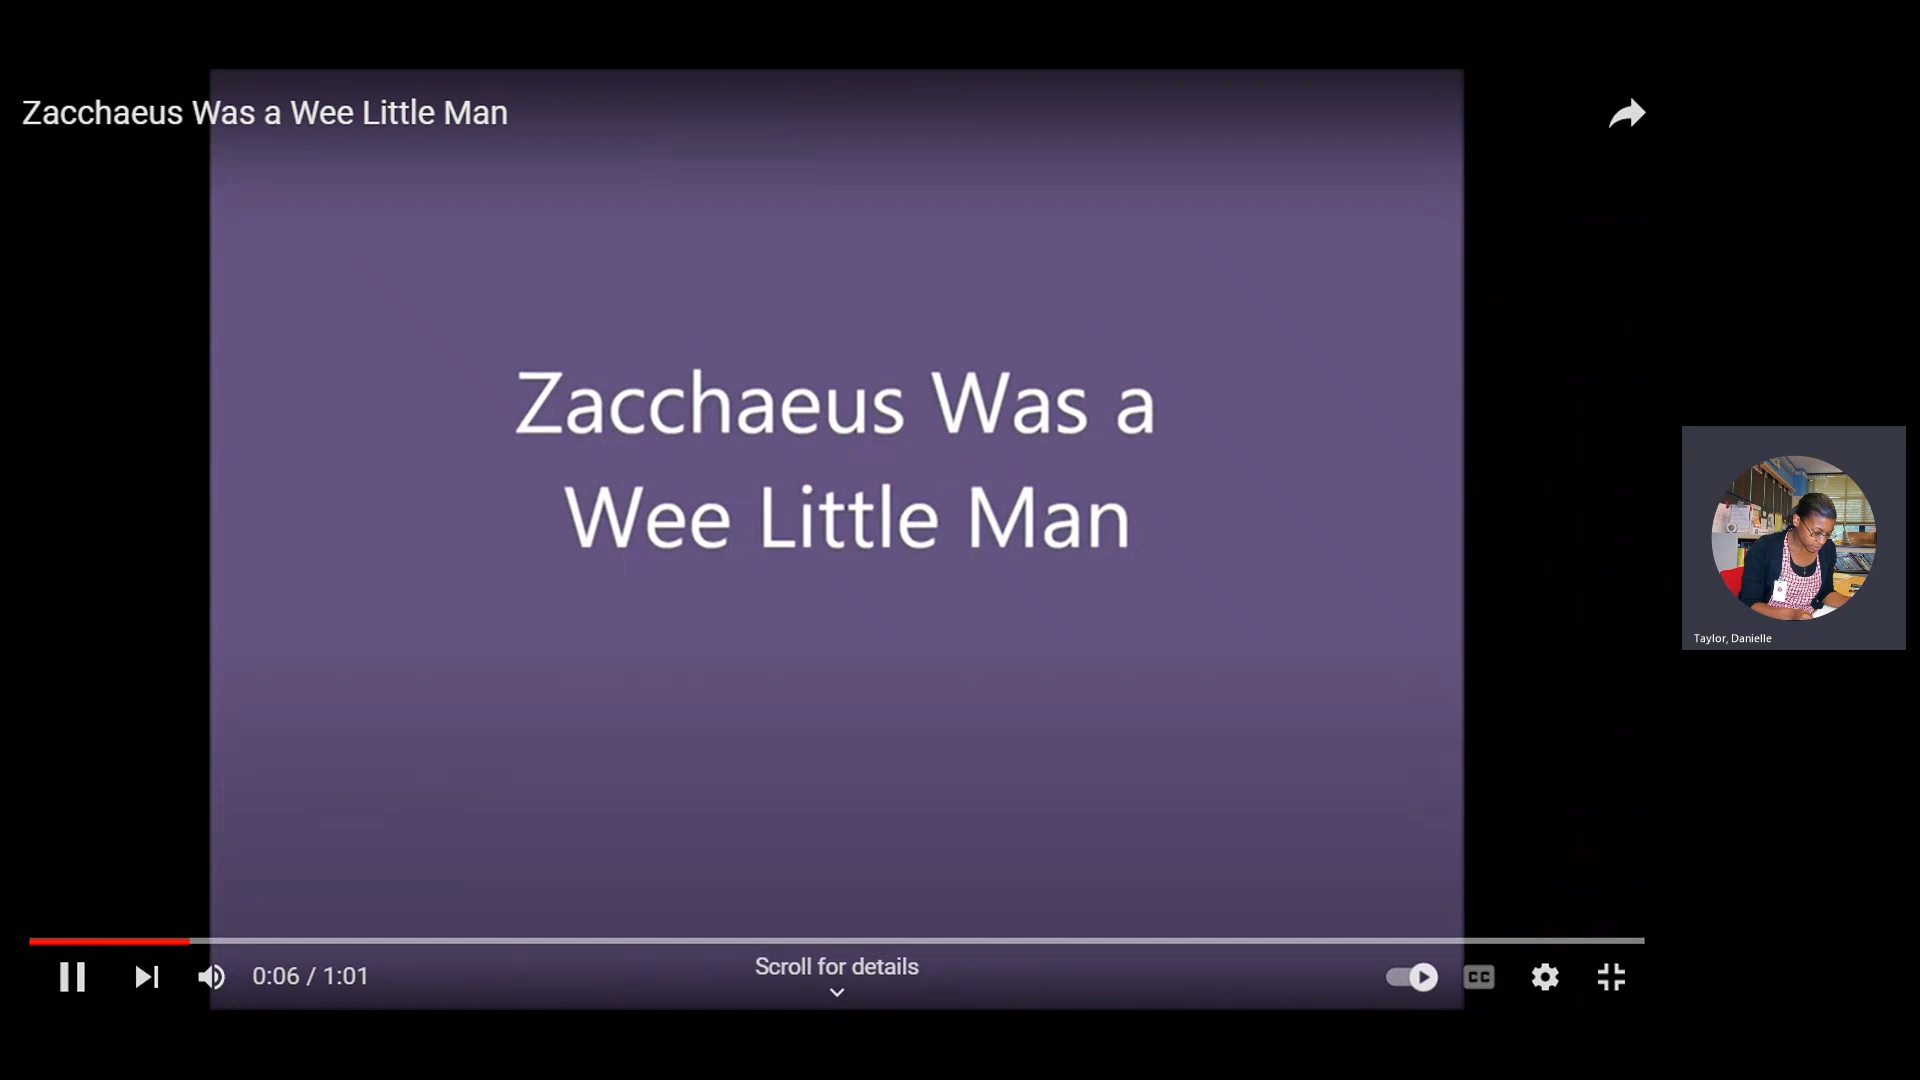 Zacchaeus Was a Wee Little Man
Zacchaeus Was a
Wee Little Man
Taylor, Danielle
0:06 / 1:01
Scroll for details
CC